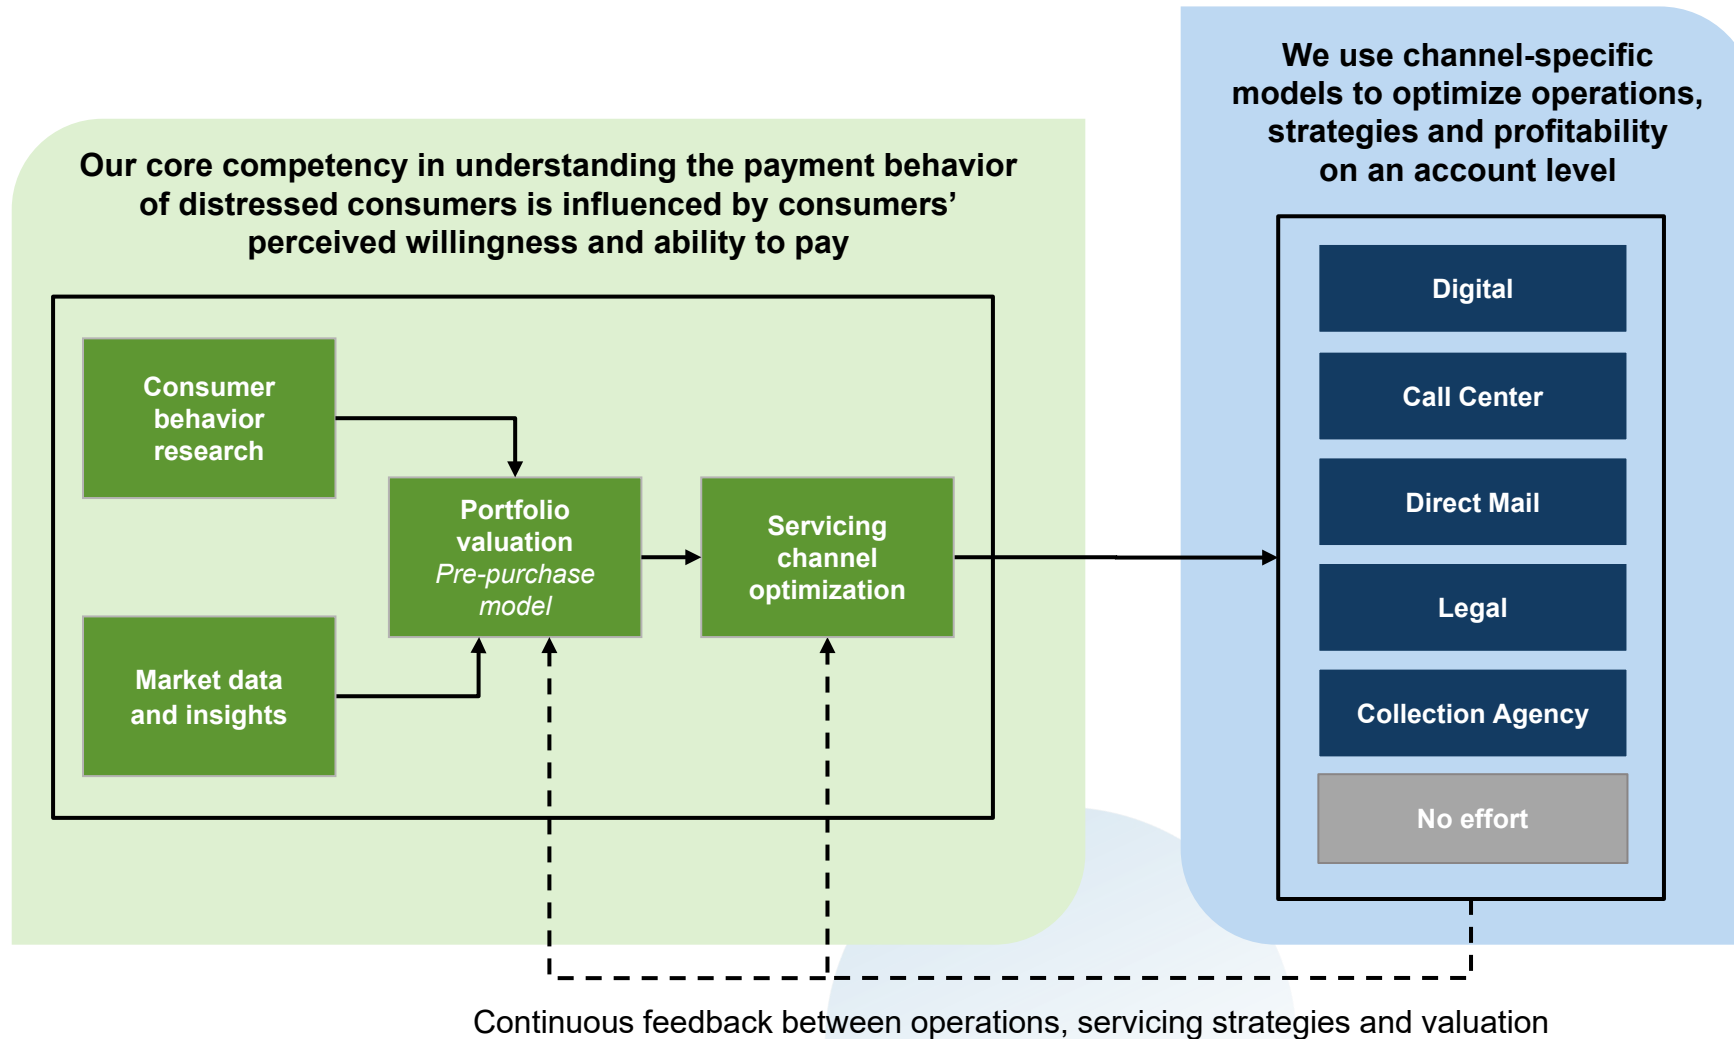 Our core competency in understanding the payment behavior
of distressed consumers is influenced by consumers’
perceived willingness and ability to pay
Consumer
behavior
research
Market data
and insights
Portfolio
valuation
Pre-purchase
model
Servicing
channel
optimization
We use channel-specific
models to optimize operations,
strategies and profitability
on an account level
Digital
Call Center
Direct Mail
Legal
Collection Agency
No effort
Continuous feedback between operations, servicing strategies and valuation